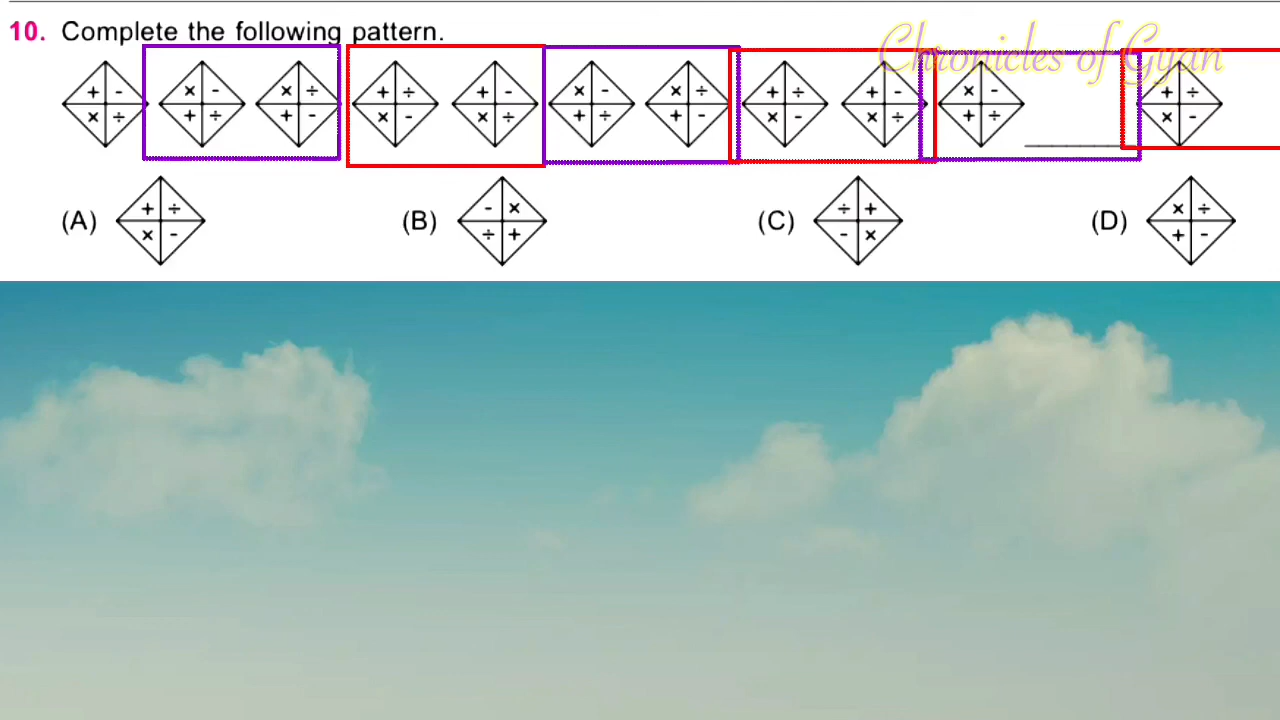 10. Complete the following pattern.
Chronicles of Gyan
+ - × - × ÷ + ÷ + - × - × ÷ + ÷ + - × - + ÷
× ÷ + ÷ + - × - × ÷ + ÷ + - × - × ÷ + ÷ × -
(A) + ÷ (B) - × (C) ÷ + (D) × ÷
× - ÷ + - × + -